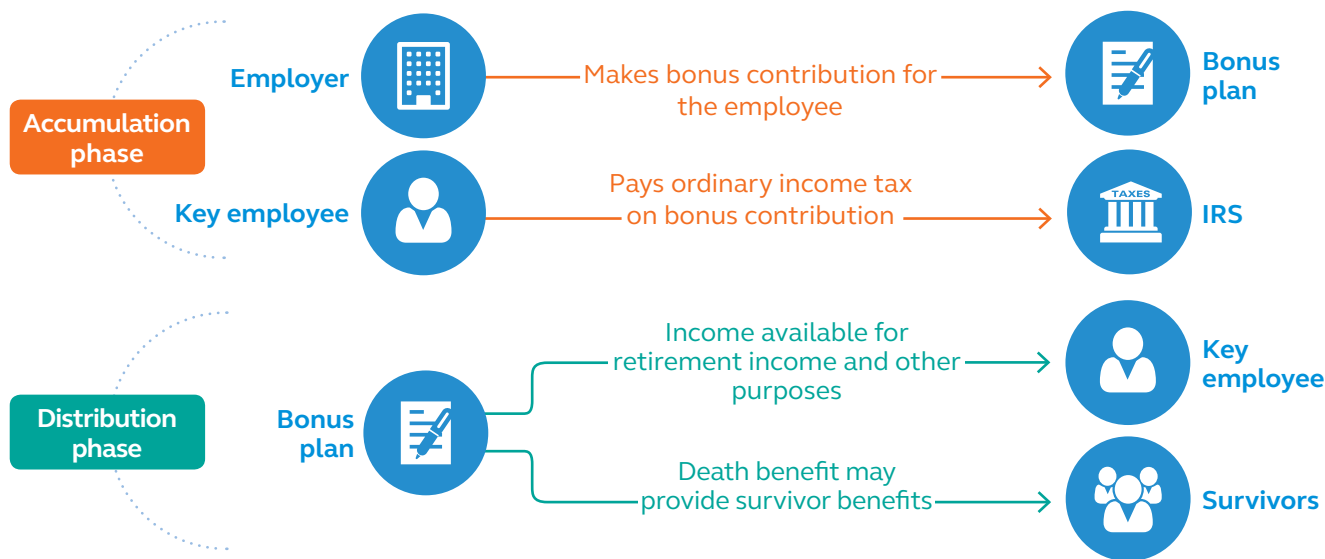 Accumulation
phase
Employer
Makes bonus contribution for
the employee
Bonus
plan
Key employee
Pays ordinary income tax
on bonus contribution
TAXES
IRS
Distribution
phase
Bonus
plan
Income available for
retirement income and other
purposes
Key
employee
Death benefit may
provide survivor benefits
Survivors